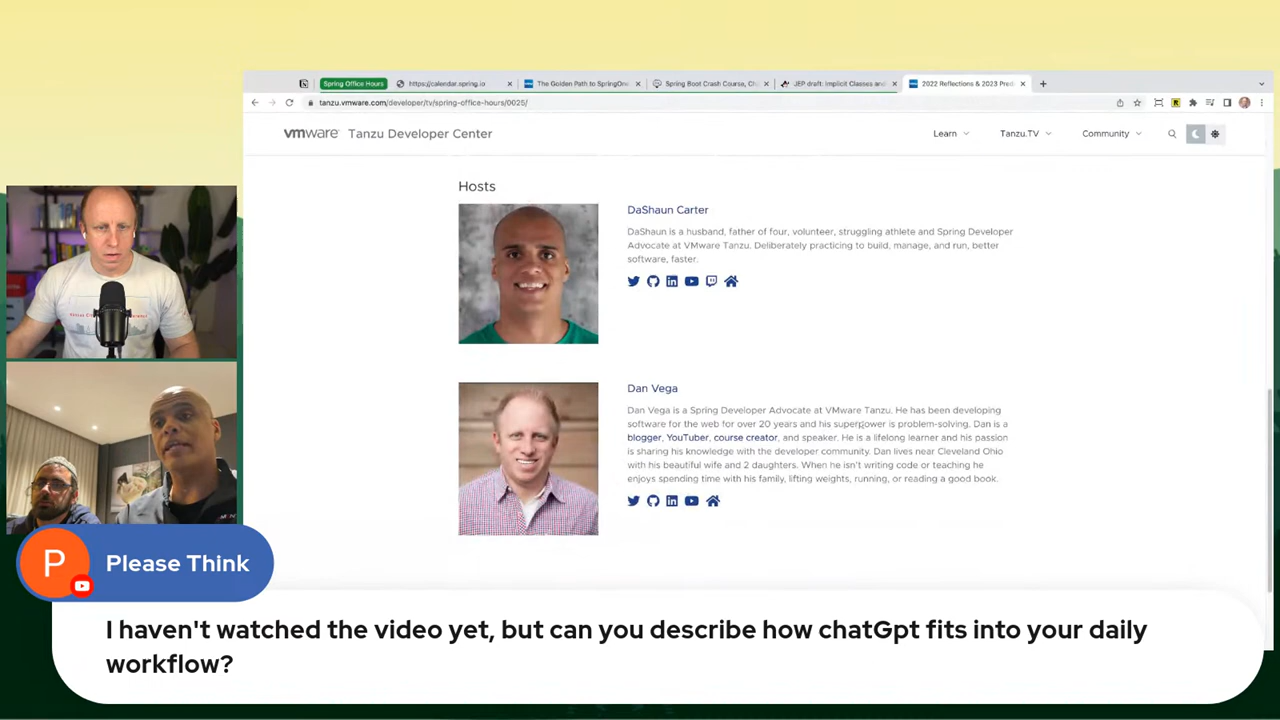 Spring Office Hours
https://calendar.spring.io
The Golden Path to SpringOne
Spring Boot Crash Course, Ch
JEP draft: Implicit Classes and
2022 Reflections & 2023 Pred
tanzu.vmware.com/developer/tv/spring-office-hours/0025/
vmware Tanzu Developer Center
Learn
Tanzu.TV
Community
Hosts
DaShaun Carter
DaShaun is a husband, father of four, volunteer, struggling athlete and Spring Developer
Advocate at VMware Tanzu. Deliberately practicing to build, manage, and run, better
software, faster.
Dan Vega
Dan Vega is a Spring Developer Advocate at VMware Tanzu. He has been developing
software for the web for over 20 years and his superpower is problem-solving. Dan is a
blogger, YouTuber, course creator, and speaker. He is a lifelong learner and his passion
is sharing his knowledge with the developer community. Dan lives near Cleveland Ohio
with his beautiful wife and 2 daughters. When he isn't writing code or teaching he
enjoys spending time with his family, lifting weights, running, or reading a good book.
P
Please Think
I haven't watched the video yet, but can you describe how chatGpt fits into your daily
workflow?